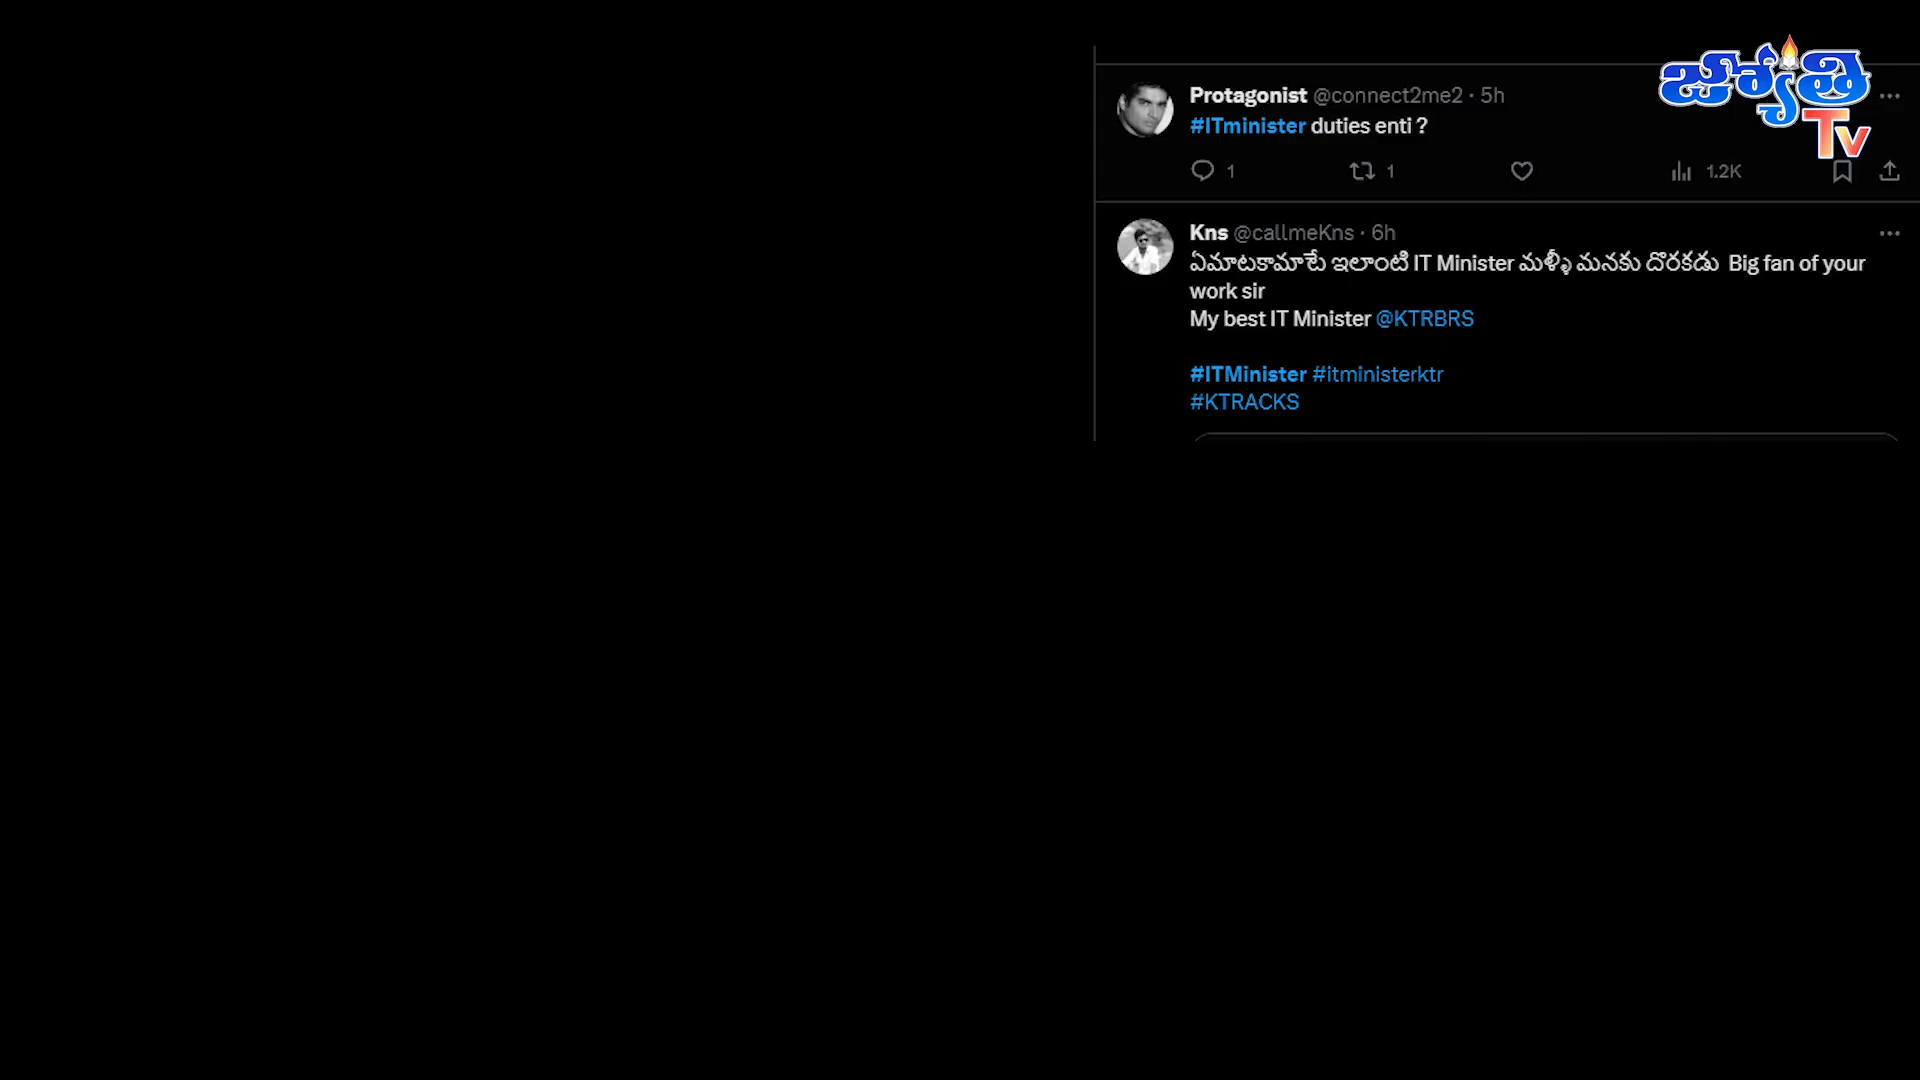 Protagonist @connect2me2 · 5h
#ITminister duties enti ?
1 1 1.2K
Kns @callmeKns · 6h
ఏమాటకామాటే ఇలాంటి IT Minister మళ్ళీ మనకు దొరకడు Big fan of your
work sir
My best IT Minister @KTRBRS
#ITMinister #itministerktr
#KTRACKS
జ్యోతి
Tv